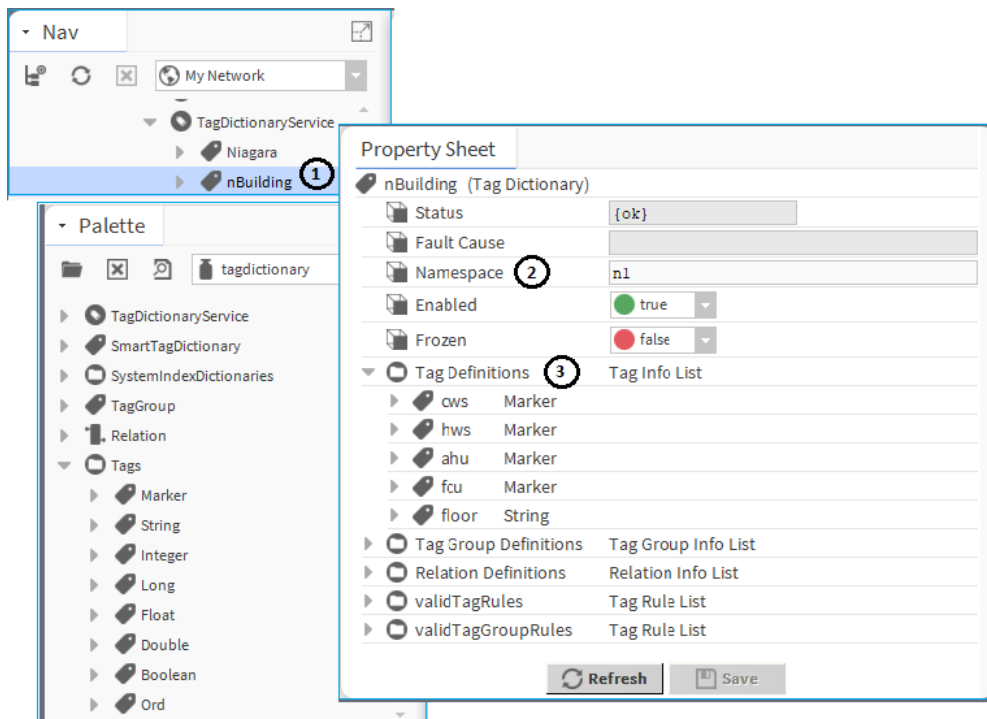 Nav
My Network
TagDictionaryService
Niagara
nBuilding 1
Palette
tagdictionary
TagDictionaryService
SmartTagDictionary
SystemIndexDictionaries
TagGroup
Relation
Tags
Marker
String
Integer
Long
Float
Double
Boolean
Ord
Property Sheet
nBuilding (Tag Dictionary)
Status {ok}
Fault Cause
Namespace 2 n1
Enabled true
Frozen false
Tag Definitions 3 Tag Info List
cws Marker
hws Marker
ahu Marker
fcu Marker
floor String
Tag Group Definitions Tag Group Info List
Relation Definitions Relation Info List
validTagRules Tag Rule List
validTagGroupRules Tag Rule List
Refresh Save